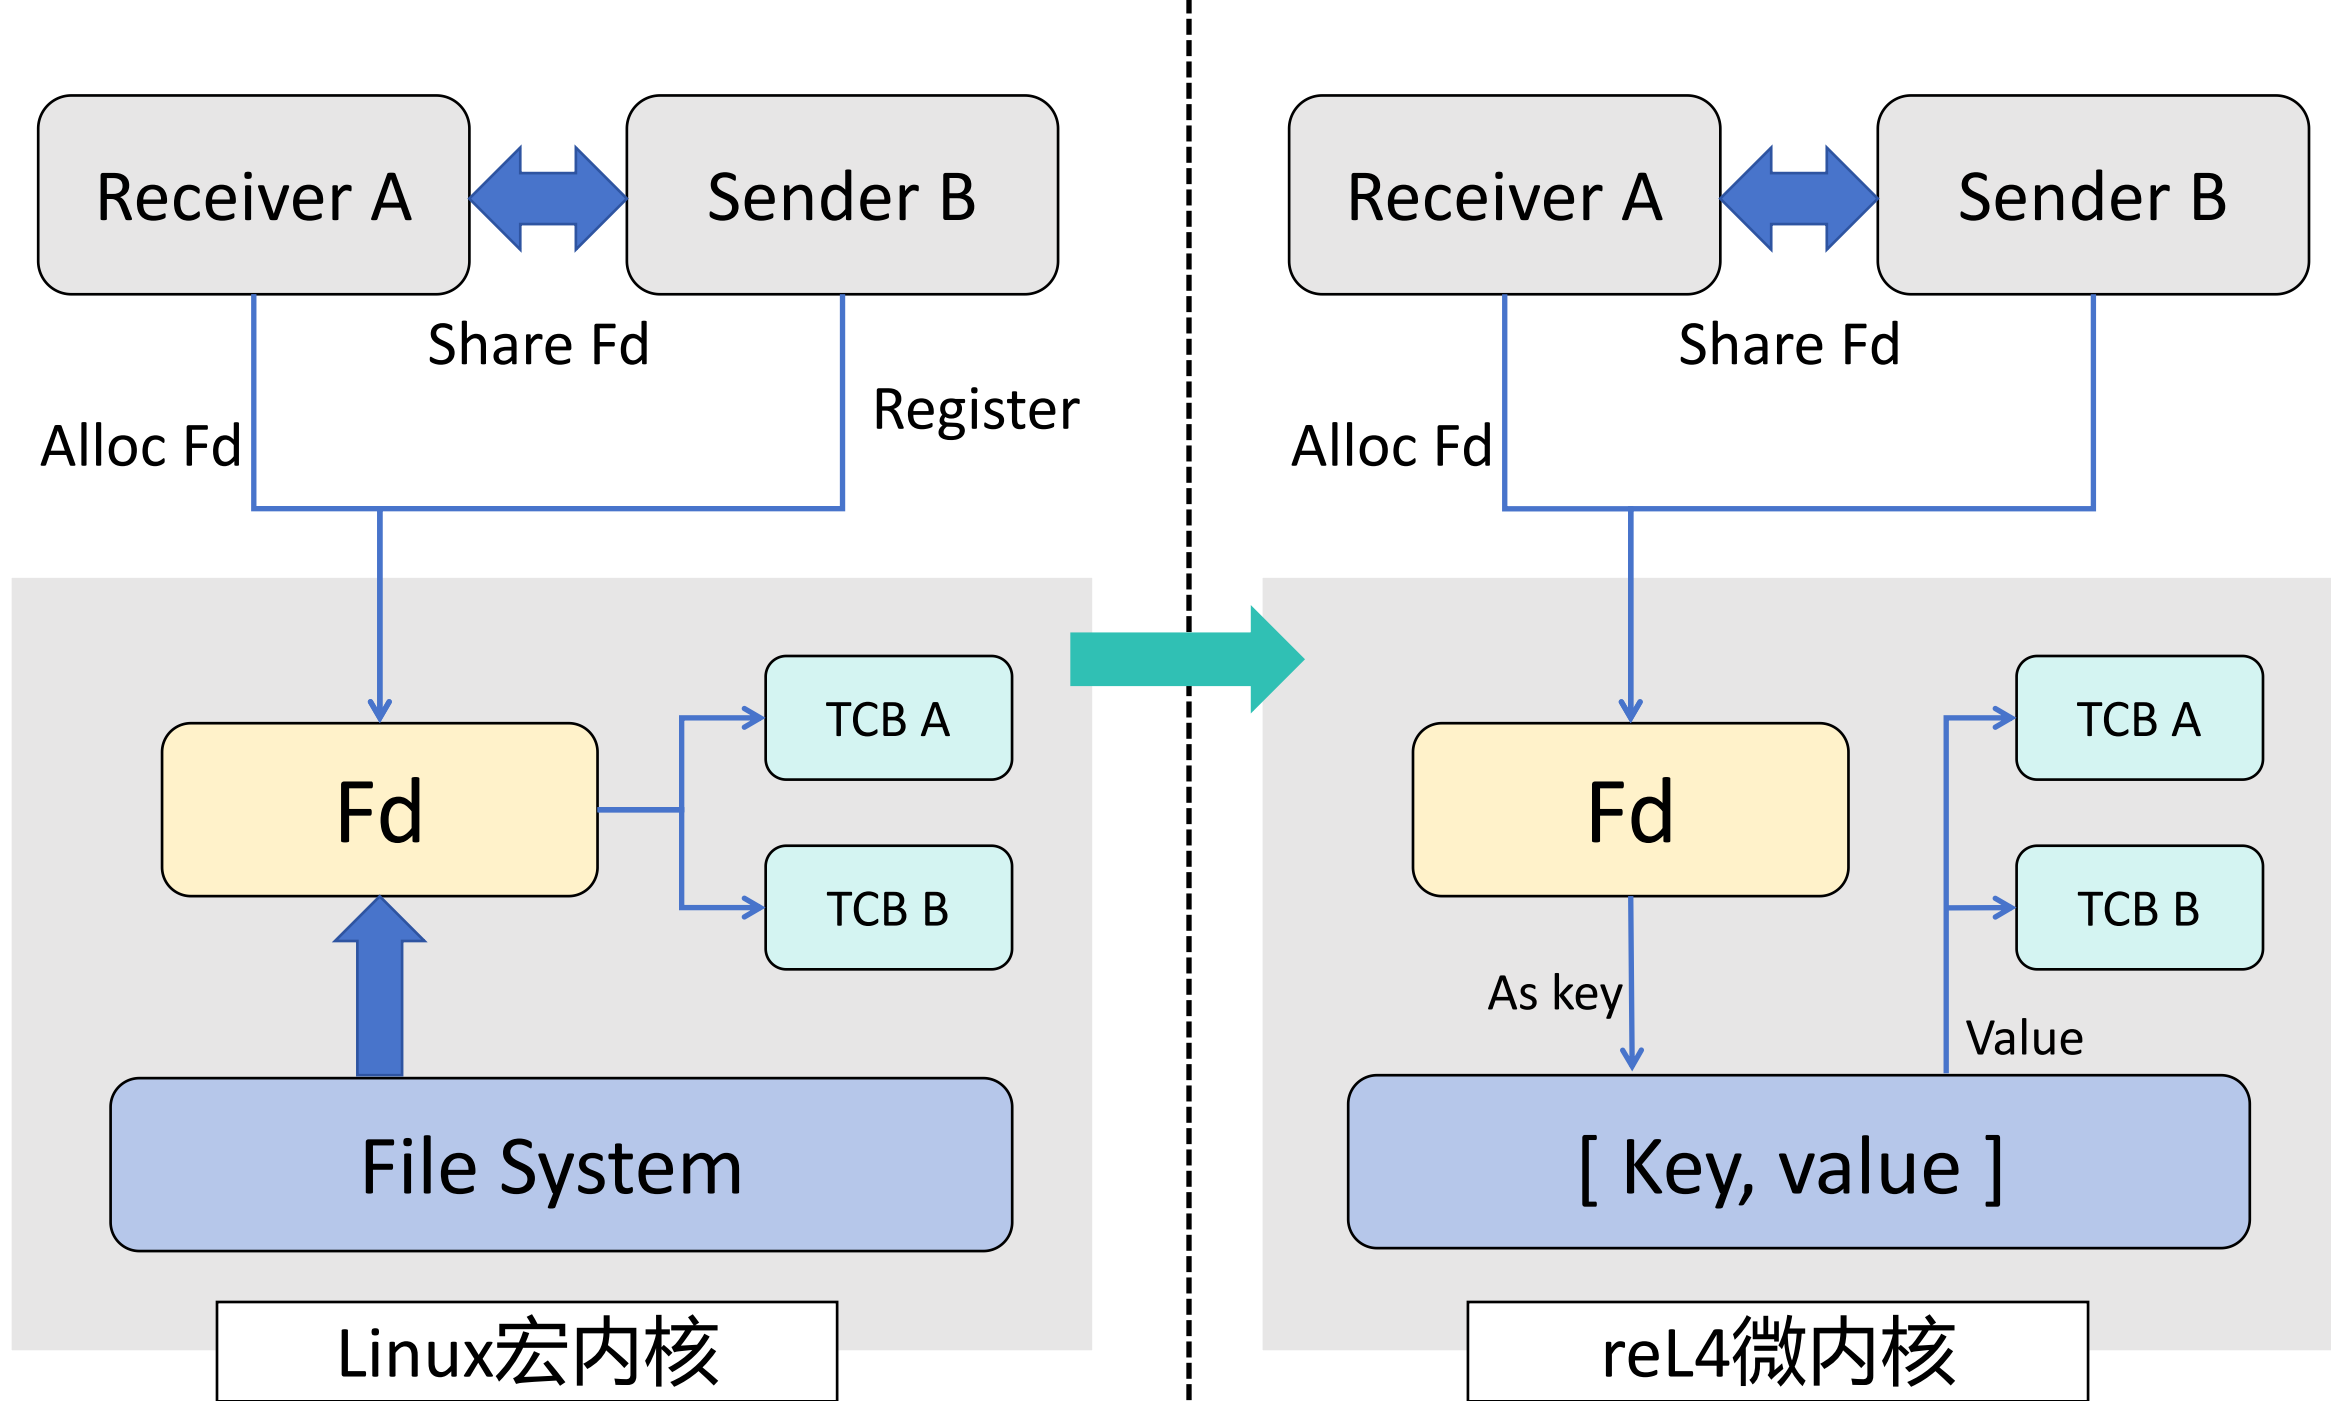 Receiver A
Sender B
Share Fd
Register
Alloc Fd
Fd
TCB A
TCB B
File System
Linux宏内核
Receiver A
Sender B
Share Fd
Alloc Fd
Fd
TCB A
TCB B
As key
Value
[ Key, value ]
reL4微内核